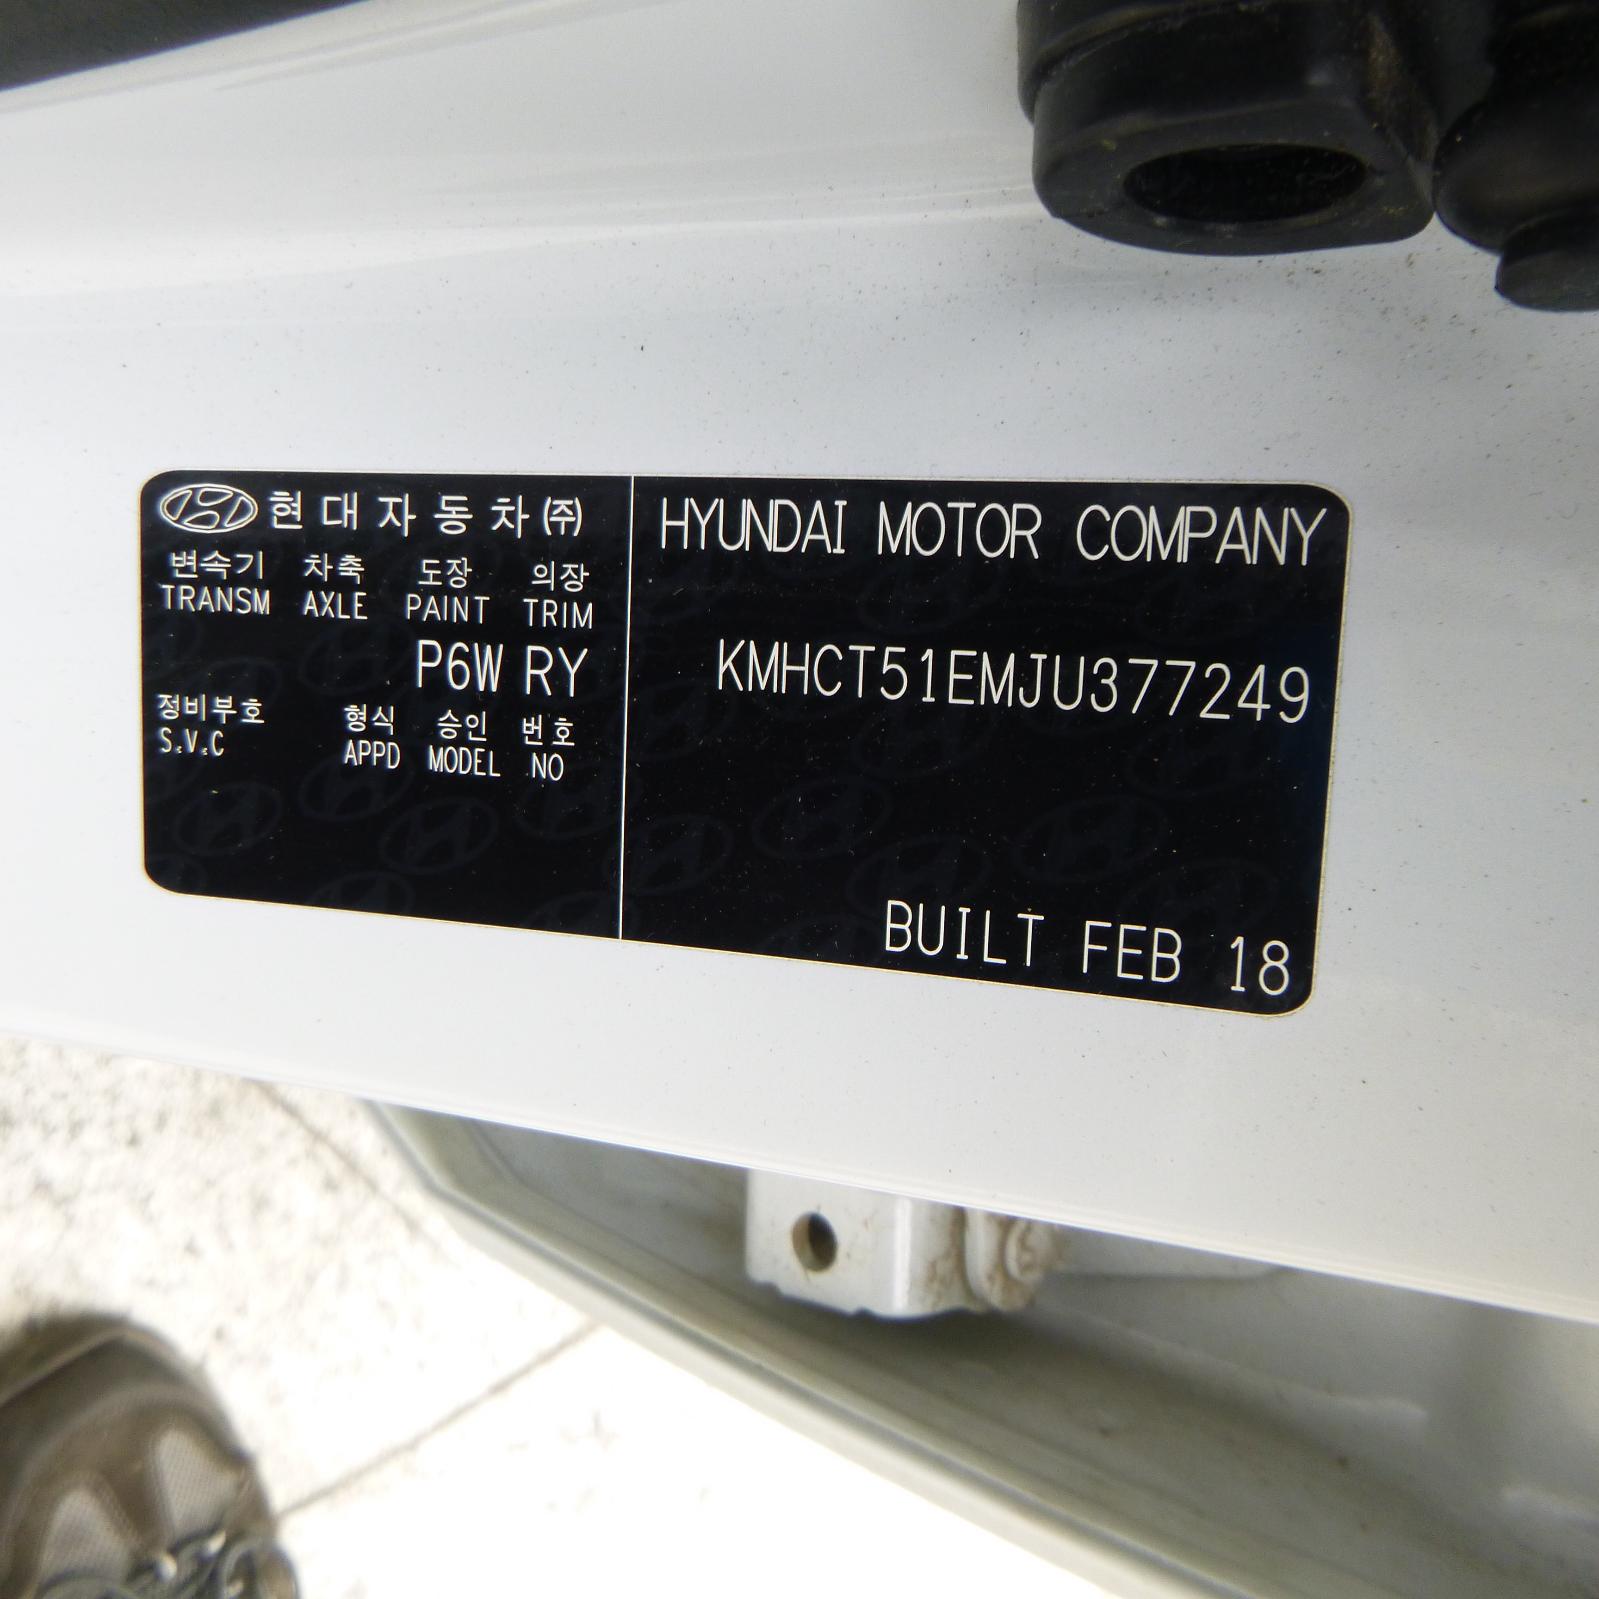 현대자동차(주)
변속기 차축 도장 의장
TRANSM AXLE PAINT TRIM
P6W RY
정비부호 형식 승인 번호
S.V.C APPD MODEL NO
HYUNDAI MOTOR COMPANY
KMHCT51EMJU377249
BUILT FEB 18